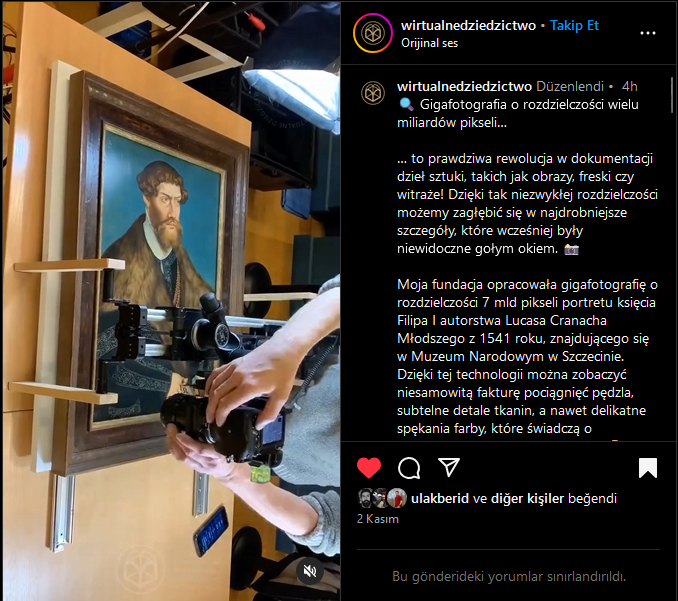 wirtualnedziedzictwo • Takip Et
Orijinal ses
wirtualnedziedzictwo Düzenlendi • 4h
🔍 Gigafotografia o rozdzielczości wielu
miliardów pikseli...
... to prawdziwa rewolucja w dokumentacji
dzieł sztuki, takich jak obrazy, freski czy
witraże! Dzięki tak niezwykłej rozdzielczości
możemy zagłębić się w najdrobniejsze
szczegóły, które wcześniej były
niewidoczne gołym okiem. 📸
Moja fundacja opracowała gigafotografię o
rozdzielczości 7 mld pikseli portretu księcia
Filipa I autorstwa Lucasa Cranacha
Młodszego z 1541 roku, znajdującego się
w Muzeum Narodowym w Szczecinie.
Dzięki tej technologii można zobaczyć
niesamowitą fakturę pociągnięć pędzla,
subtelne detale tkanin, a nawet delikatne
spękania farby, które świadczą o
ulakberid ve diğer kişiler beğendi
2 Kasım
Bu gönderideki yorumlar sınırlandırıldı.